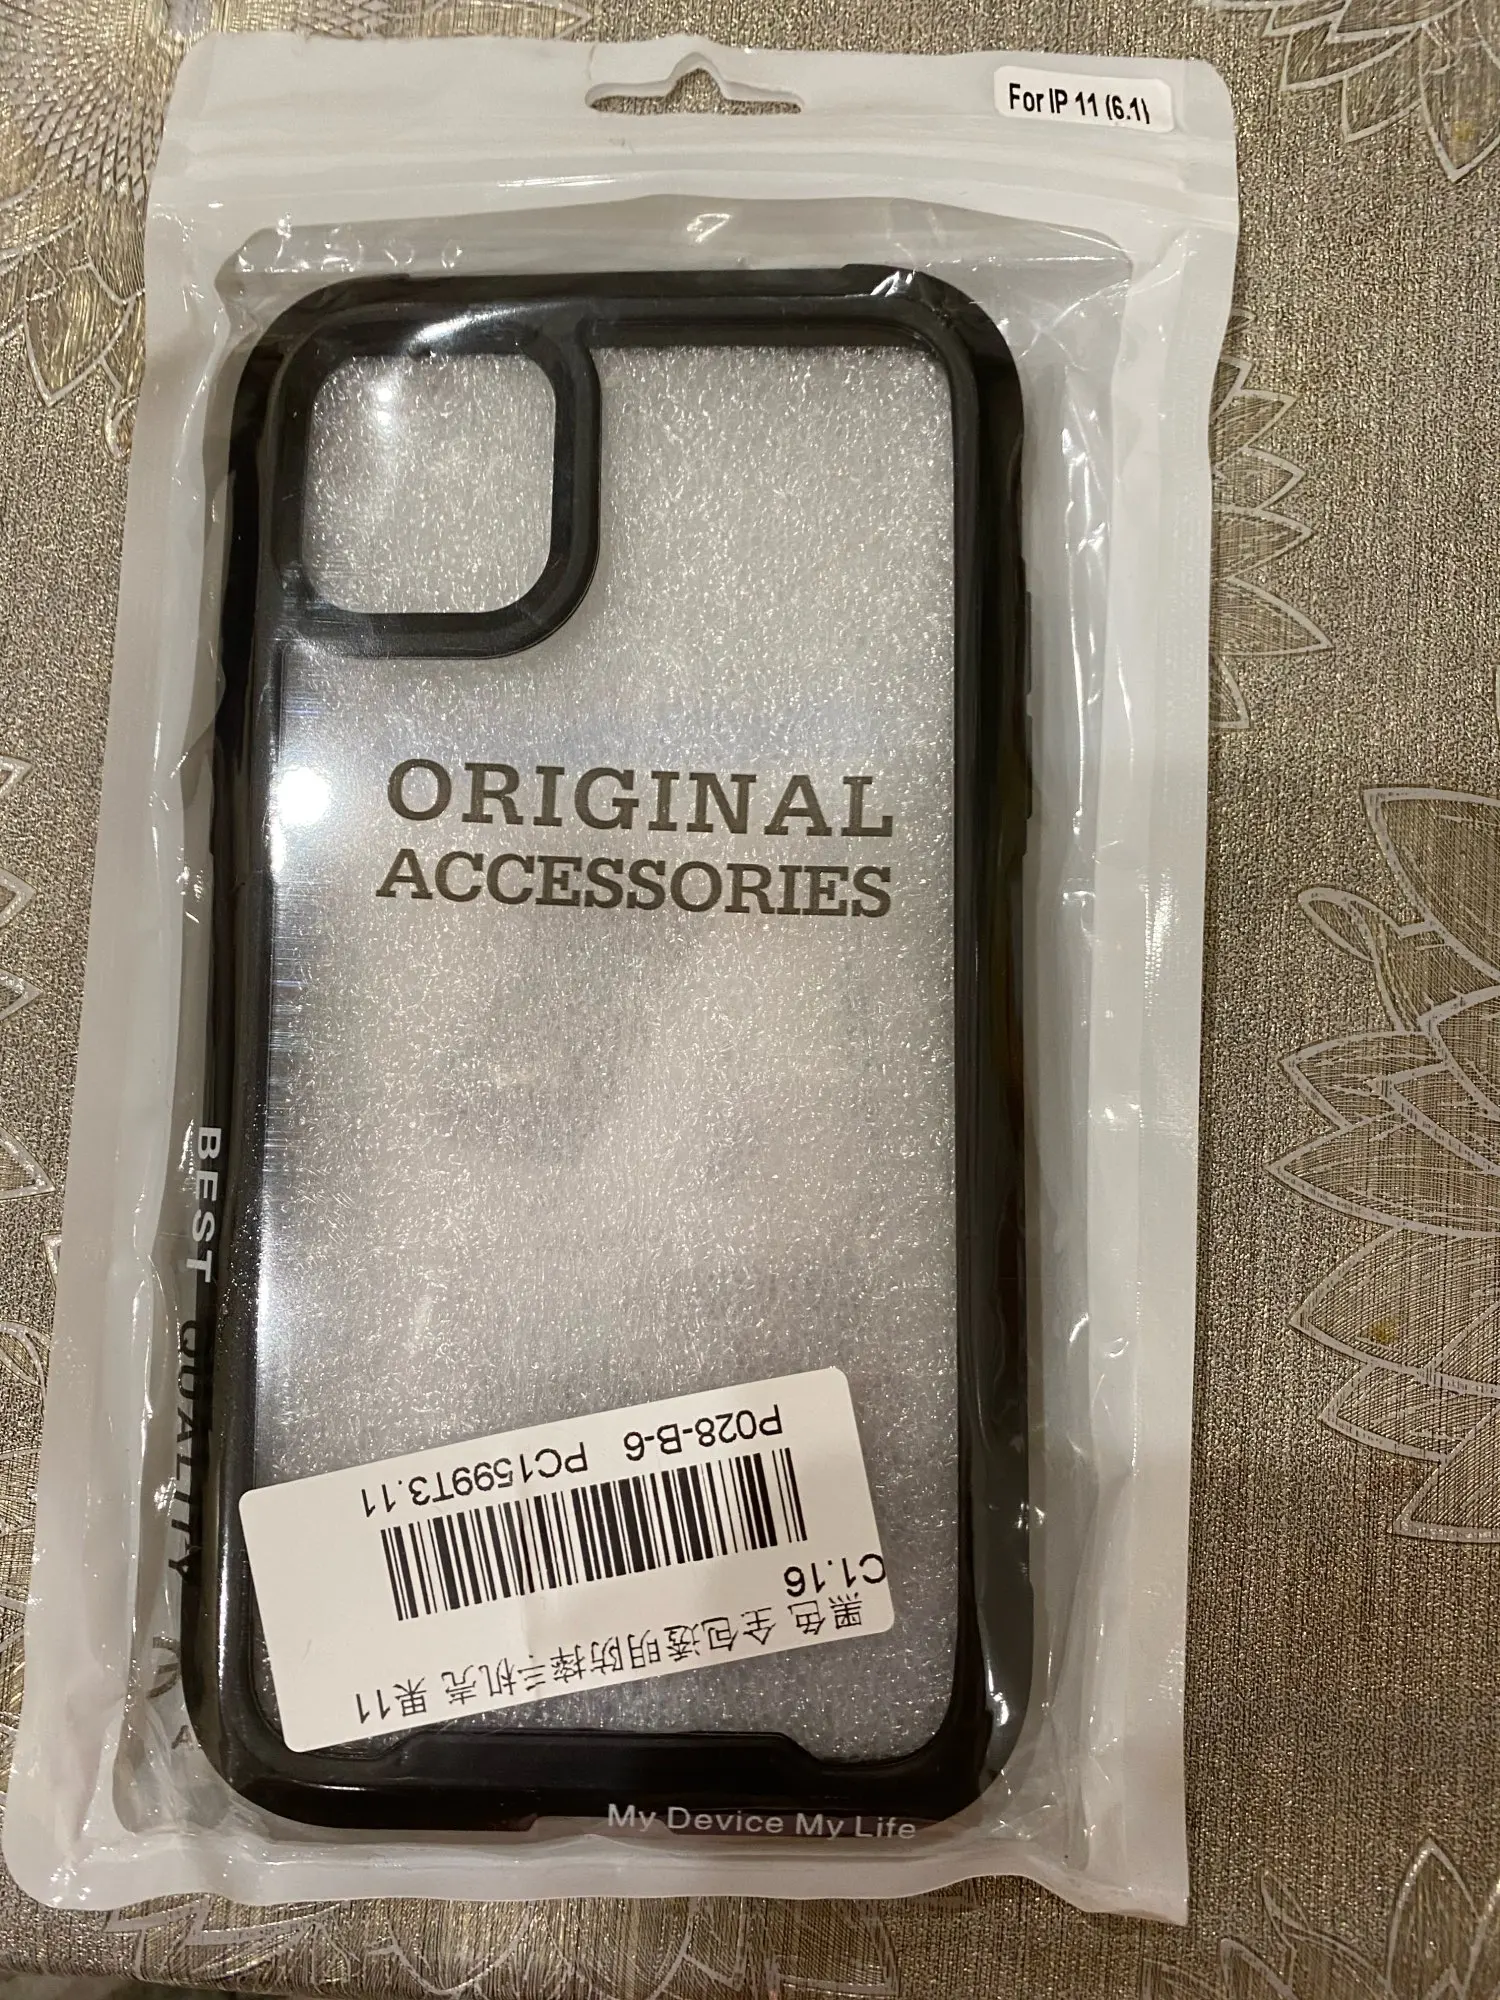 For IP 11 (6.1)
ORIGINAL
ACCESSORIES
BEST QUALITY
My Device My Life
黑色 全包透明防摔三机壳 果11
C1.16
P028-B-6 PC1599T3.11